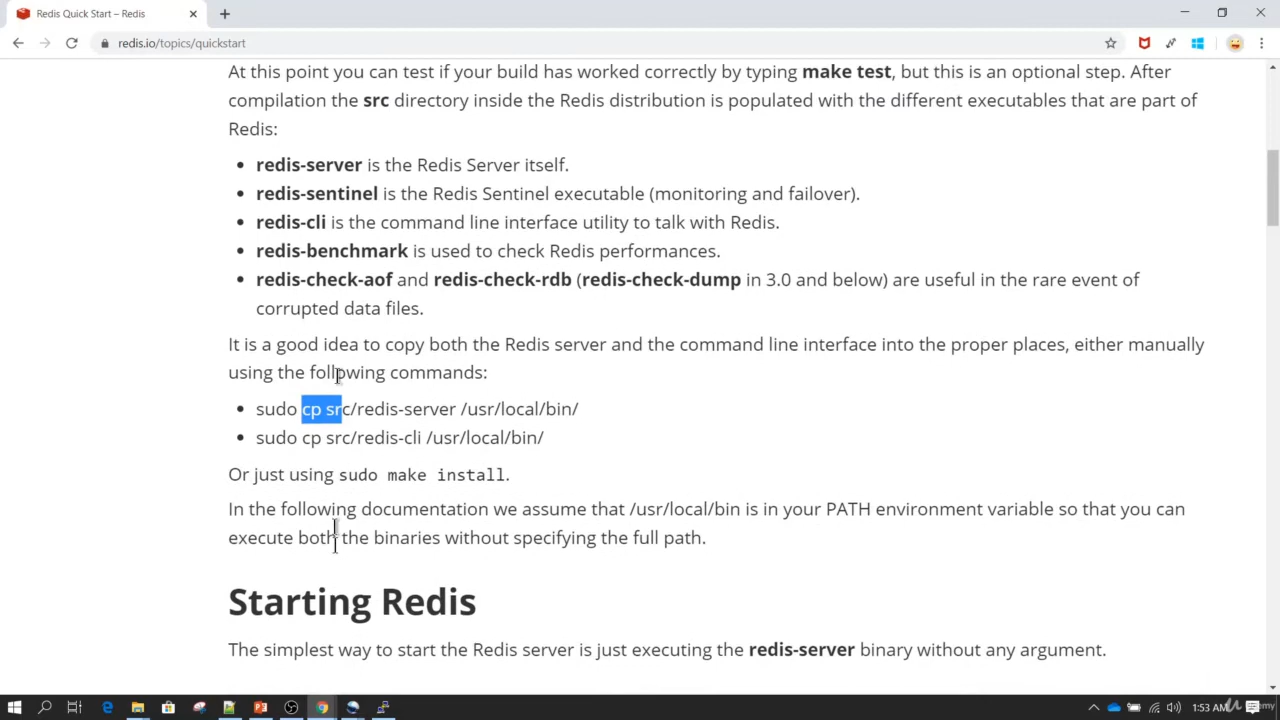 Redis Quick Start – Redis
redis.io/topics/quickstart
At this point you can test if your build has worked correctly by typing make test, but this is an optional step. After
compilation the src directory inside the Redis distribution is populated with the different executables that are part of
Redis:
redis-server is the Redis Server itself.
redis-sentinel is the Redis Sentinel executable (monitoring and failover).
redis-cli is the command line interface utility to talk with Redis.
redis-benchmark is used to check Redis performances.
redis-check-aof and redis-check-rdb (redis-check-dump in 3.0 and below) are useful in the rare event of
corrupted data files.
It is a good idea to copy both the Redis server and the command line interface into the proper places, either manually
using the following commands:
sudo cp src/redis-server /usr/local/bin/
sudo cp src/redis-cli /usr/local/bin/
Or just using sudo make install.
In the following documentation we assume that /usr/local/bin is in your PATH environment variable so that you can
execute both the binaries without specifying the full path.
Starting Redis
The simplest way to start the Redis server is just executing the redis-server binary without any argument.
1:53 AM